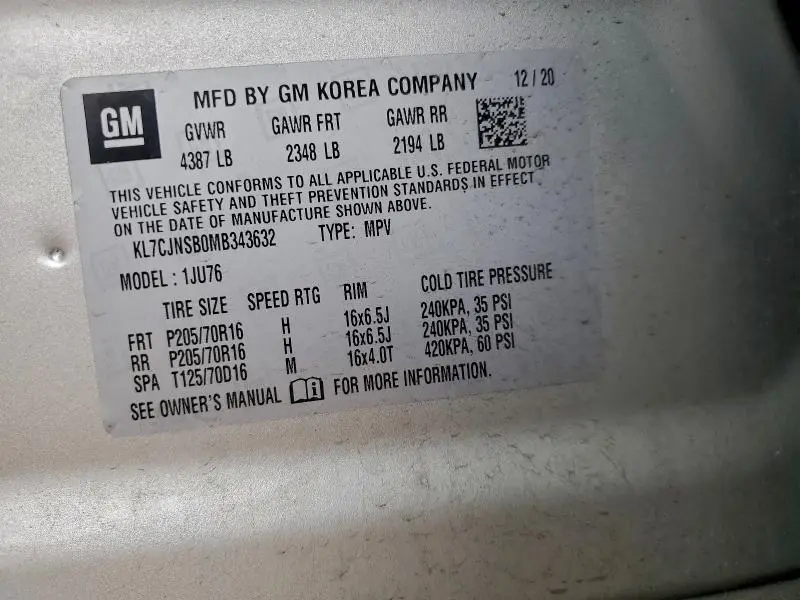 GM
MFD BY GM KOREA COMPANY 12 / 20
GVWR GAWR FRT GAWR RR
4387 LB 2348 LB 2194 LB
THIS VEHICLE CONFORMS TO ALL APPLICABLE U.S. FEDERAL MOTOR
VEHICLE SAFETY AND THEFT PREVENTION STANDARDS IN EFFECT
ON THE DATE OF MANUFACTURE SHOWN ABOVE.
KL7CJNSB0MB343632 TYPE: MPV
MODEL : 1JU76
TIRE SIZE SPEED RTG RIM COLD TIRE PRESSURE
FRT P205/70R16 H 16x6.5J 240KPA, 35 PSI
RR P205/70R16 H 16x6.5J 240KPA, 35 PSI
SPA T125/70D16 M 16x4.0T 420KPA, 60 PSI
SEE OWNER'S MANUAL i FOR MORE INFORMATION.